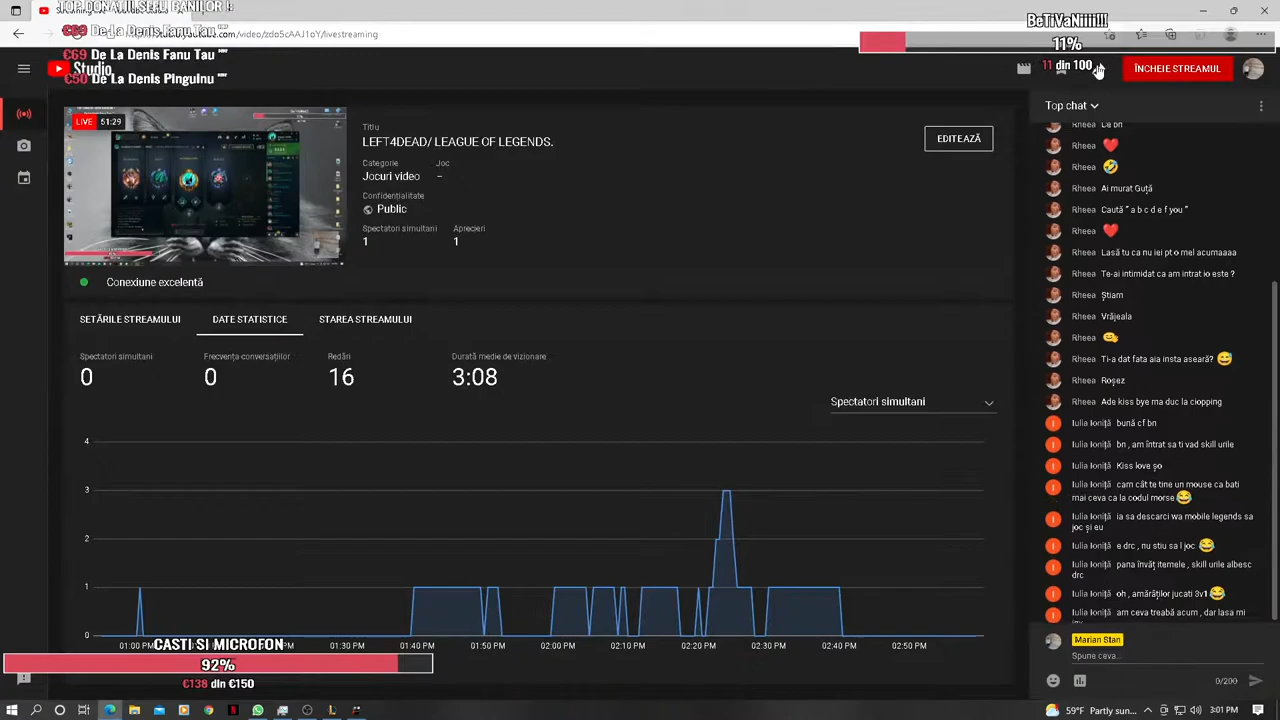 TOP DONATII SEFU BANILOR !
€69 De La Denis Fanu Tau ""
€69 De La Denis Fanu Tau ""
€50 De La Denis Pinguinu ""
BeTiVaNiiii!!!
11%
11 din 100
Studio
ÎNCHEIE STREAMUL
LIVE 51:29
Titlu
LEFT4DEAD/ LEAGUE OF LEGENDS.
EDITEAZĂ
Categorie Joc
Jocuri video –
Confidențialitate
Public
Spectatori simultani Aprecieri
1 1
Conexiune excelentă
SETĂRILE STREAMULUI DATE STATISTICE STAREA STREAMULUI
Spectatori simultani Frecvența conversațiilor Redări Durată medie de vizionare
0 0 16 3:08
Spectatori simultani
4
3
2
1
0
01:00 PM 01:30 PM 01:40 PM 01:50 PM 02:00 PM 02:10 PM 02:20 PM 02:30 PM 02:40 PM 02:50 PM
CASTI SI MICROFON
92%
€138 din €150
Top chat
Rheea Ce bn
Rheea ❤️
Rheea 🤣
Rheea Ai murat Guță
Rheea Caută " a b c d e f you "
Rheea ❤️
Rheea Lasă tu ca nu iei pt o mel acumaaaa
Rheea Te-ai intimidat ca am intrat io este ?
Rheea Știam
Rheea Vrăjeala
Rheea 🫠
Rheea Ti-a dat fata aia insta aseară? 😅
Rheea Roșez
Rheea Ade kiss bye ma duc la ciopping
Iulia Ioniță bună cf bn
Iulia Ioniță bn , am întrat sa ti vad skill urile
Iulia Ioniță Kiss love șo
Iulia Ioniță cam cât te tine un mouse ca bati
mai ceva ca la codul morse 😂
Iulia Ioniță ia sa descarci wa mobile legends sa
joc și eu
Iulia Ioniță e drc , nu stiu sa l joc 😂
Iulia Ioniță pana învăț itemele , skill urile albesc
drc
Iulia Ioniță oh , amărâților jucati 3v1 😂
Iulia Ioniță am ceva treabă acum , dar lasa mi
Marian Stan
Spune ceva...
0/200
59°F Partly sun... 3:01 PM